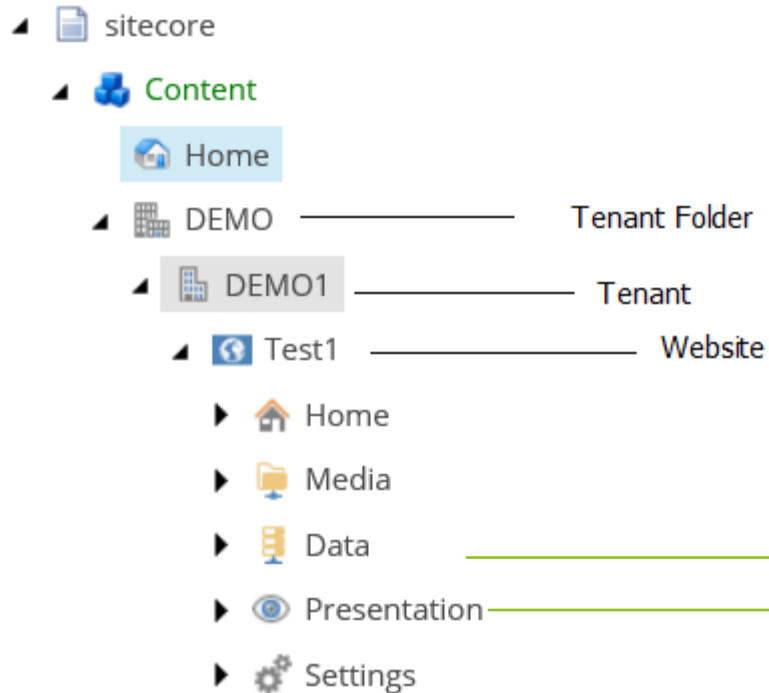 sitecore
Content
Home
DEMO Tenant Folder
DEMO1 Tenant
Test1 Website
Home
Media
Data
Presentation
Settings